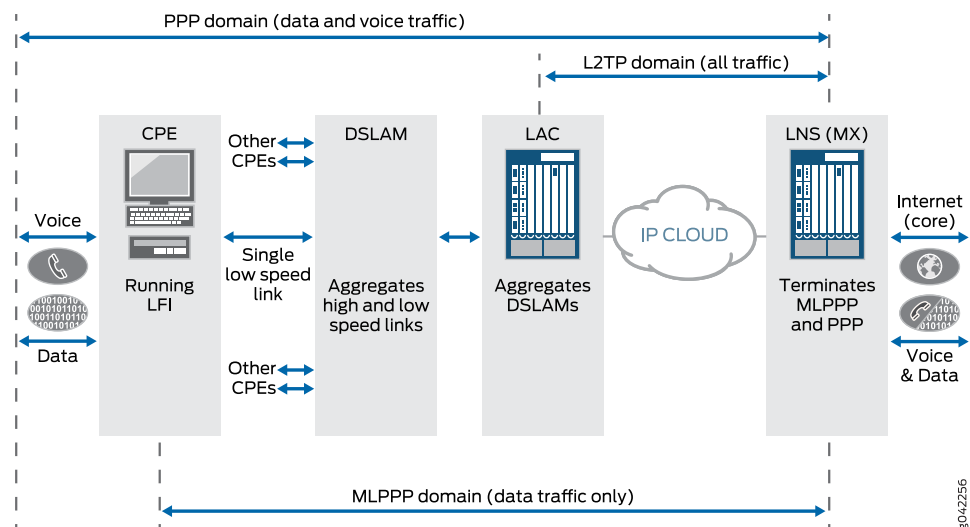 PPP domain (data and voice traffic)
L2TP domain (all traffic)
CPE
DSLAM
LAC
LNS (MX)
Other
CPEs
Voice
Internet
(core)
IP CLOUD
Single
low speed
link
Running
LFI
Aggregates
high and low
speed links
Aggregates
DSLAMs
Terminates
MLPPP
and PPP
Data
Other
CPEs
Voice
& Data
MLPPP domain (data traffic only)